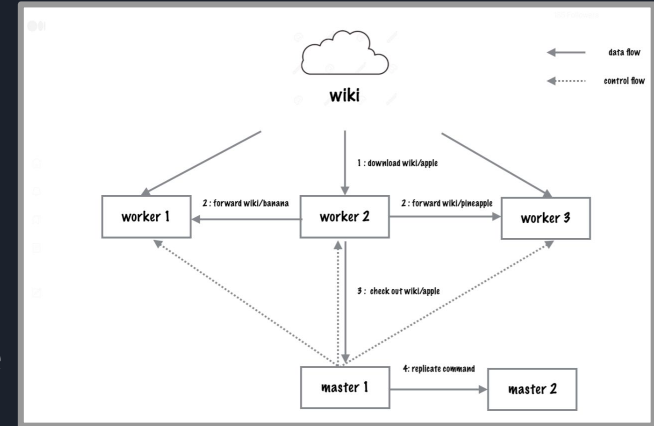 data flow
control flow
wiki
1 : download wiki/apple
2 : forward wiki/banana
2 : forward wiki/pineapple
worker 1
worker 2
worker 3
3 : check out wiki/apple
4: replicate command
master 1
master 2